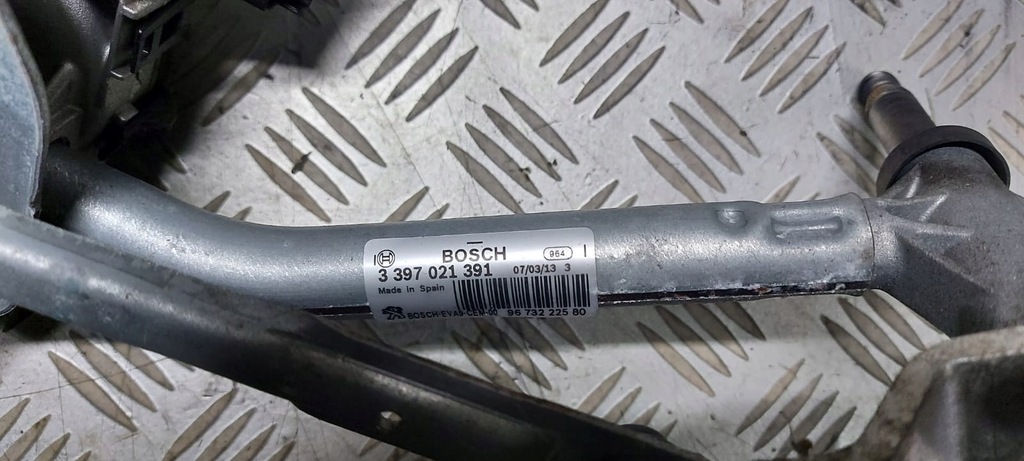 BOSCH 964
3 397 021 391 07/03/13 3
Made in Spain
BOSCH-EVA9-CEN-00 96 732 225 80